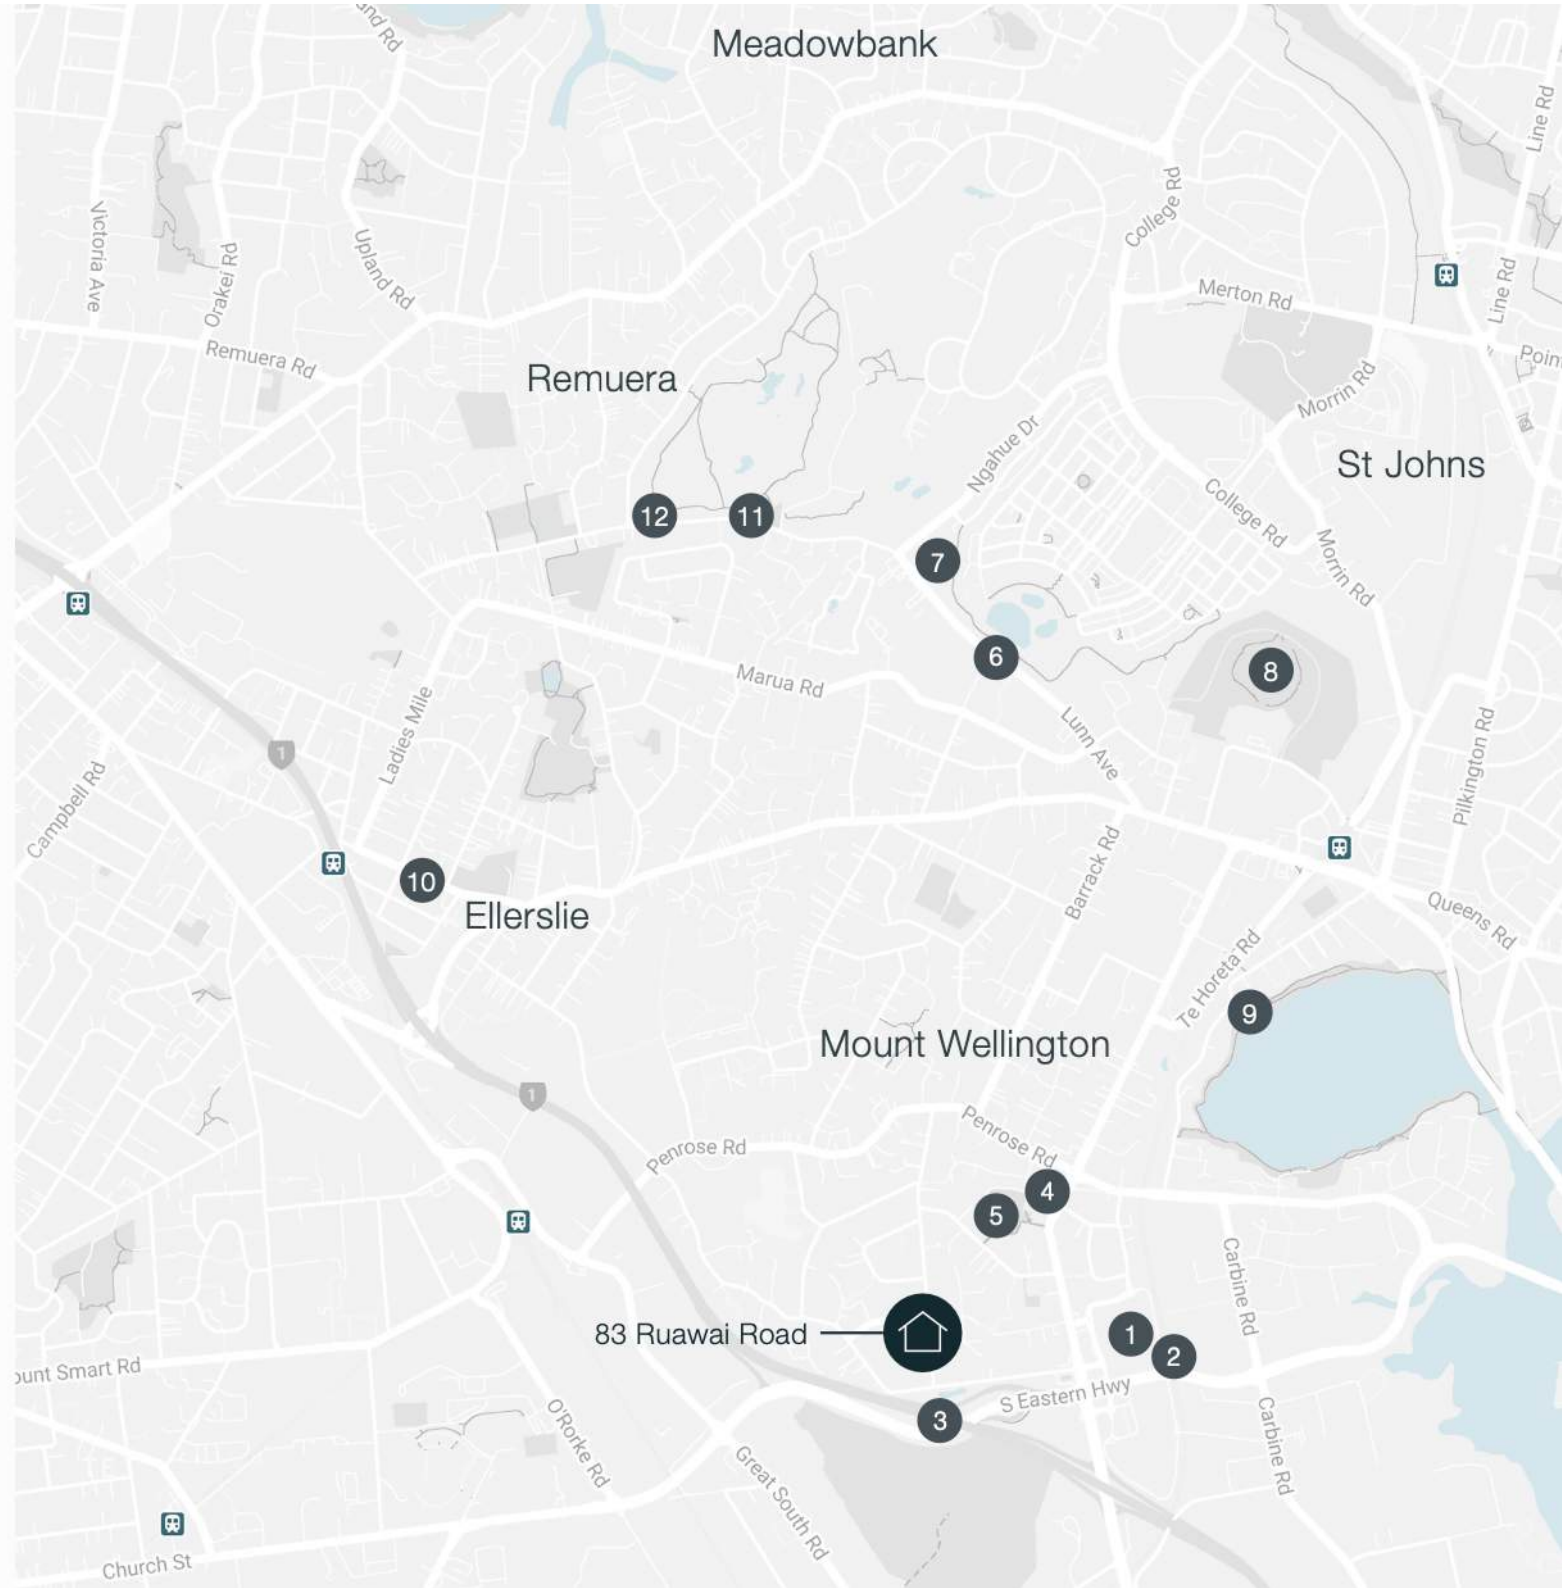 Meadowbank
Line Rd
College Rd
Victoria Ave
Orakei Rd
Upland Rd
Merton Rd
Line Rd
Remuera Rd
Remuera
Morrin Rd
Ngahue Dr
St Johns
College Rd
12
11
7
Morrin Rd
6
8
Marua Rd
Ladies Mile
Lunn Ave
1
Pilkington Rd
Campbell Rd
10
Ellerslie
Barrack Rd
Queens Rd
Te Horeta Rd
9
Mount Wellington
1
Penrose Rd
Penrose Rd
4
5
Carbine Rd
83 Ruawai Road
1
2
S Eastern Hwy
3
ount Smart Rd
O'Rorke Rd
Great South Rd
Carbine Rd
Church St